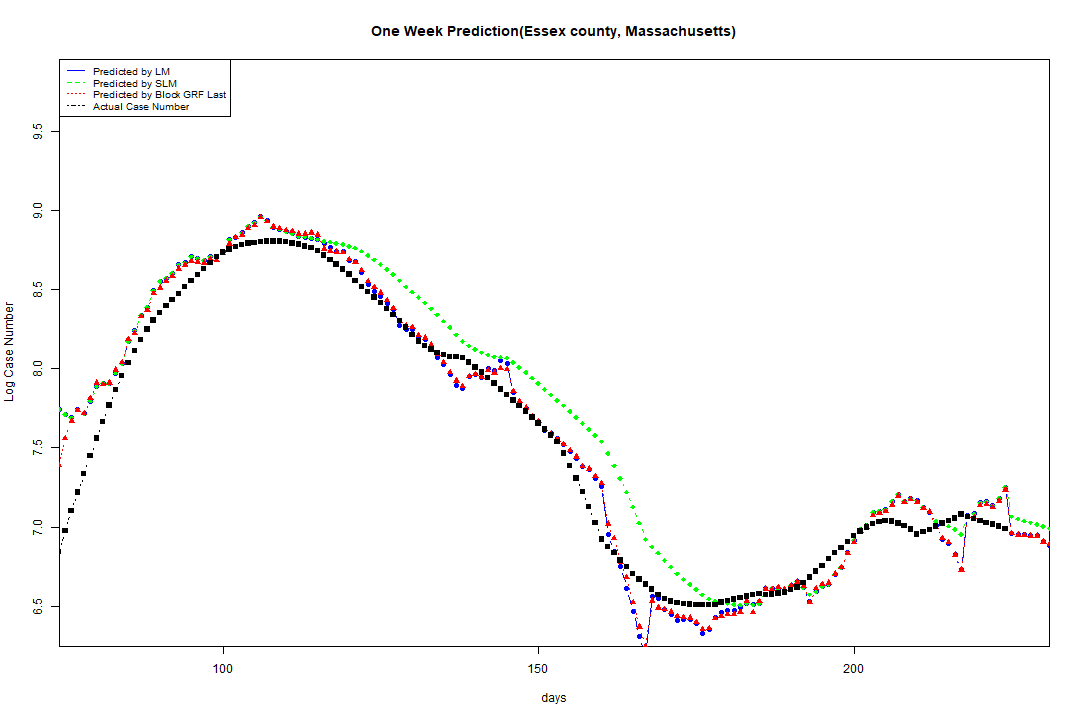 One Week Prediction(Essex county, Massachusetts)
Predicted by LM
Predicted by SLM
Predicted by Block GRF Last
Actual Case Number
9.5
9.0
8.5
8.0
7.5
7.0
6.5
Log Case Number
100 150 200
days